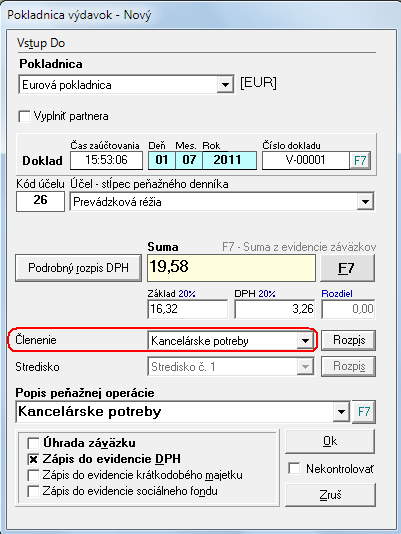 Pokladnica výdavok - Nový
Vstup Do
Pokladnica
Eurová pokladnica [EUR]
Vyplniť partnera
Čas zaúčtovania Deň Mes. Rok Číslo dokladu
Doklad 15:53:06 01 07 2011 V-00001 F7
Kód účelu Účel - stĺpec peňažného denníka
26 Prevádzková réžia
Suma F7 - Suma z evidencie záväzkov
Podrobný rozpis DPH 19,58 F7
Základ 20% DPH 20% Rozdiel
16,32 3,26 0,00
Členenie Kancelárske potreby Rozpis
Stredisko Stredisko č. 1 Rozpis
Popis peňažnej operácie
Kancelárske potreby F7
Úhrada záväzku Ok
Zápis do evidencie DPH
Zápis do evidencie krátkodobého majetku Nekontrolovať
Zápis do evidencie sociálneho fondu Zruš